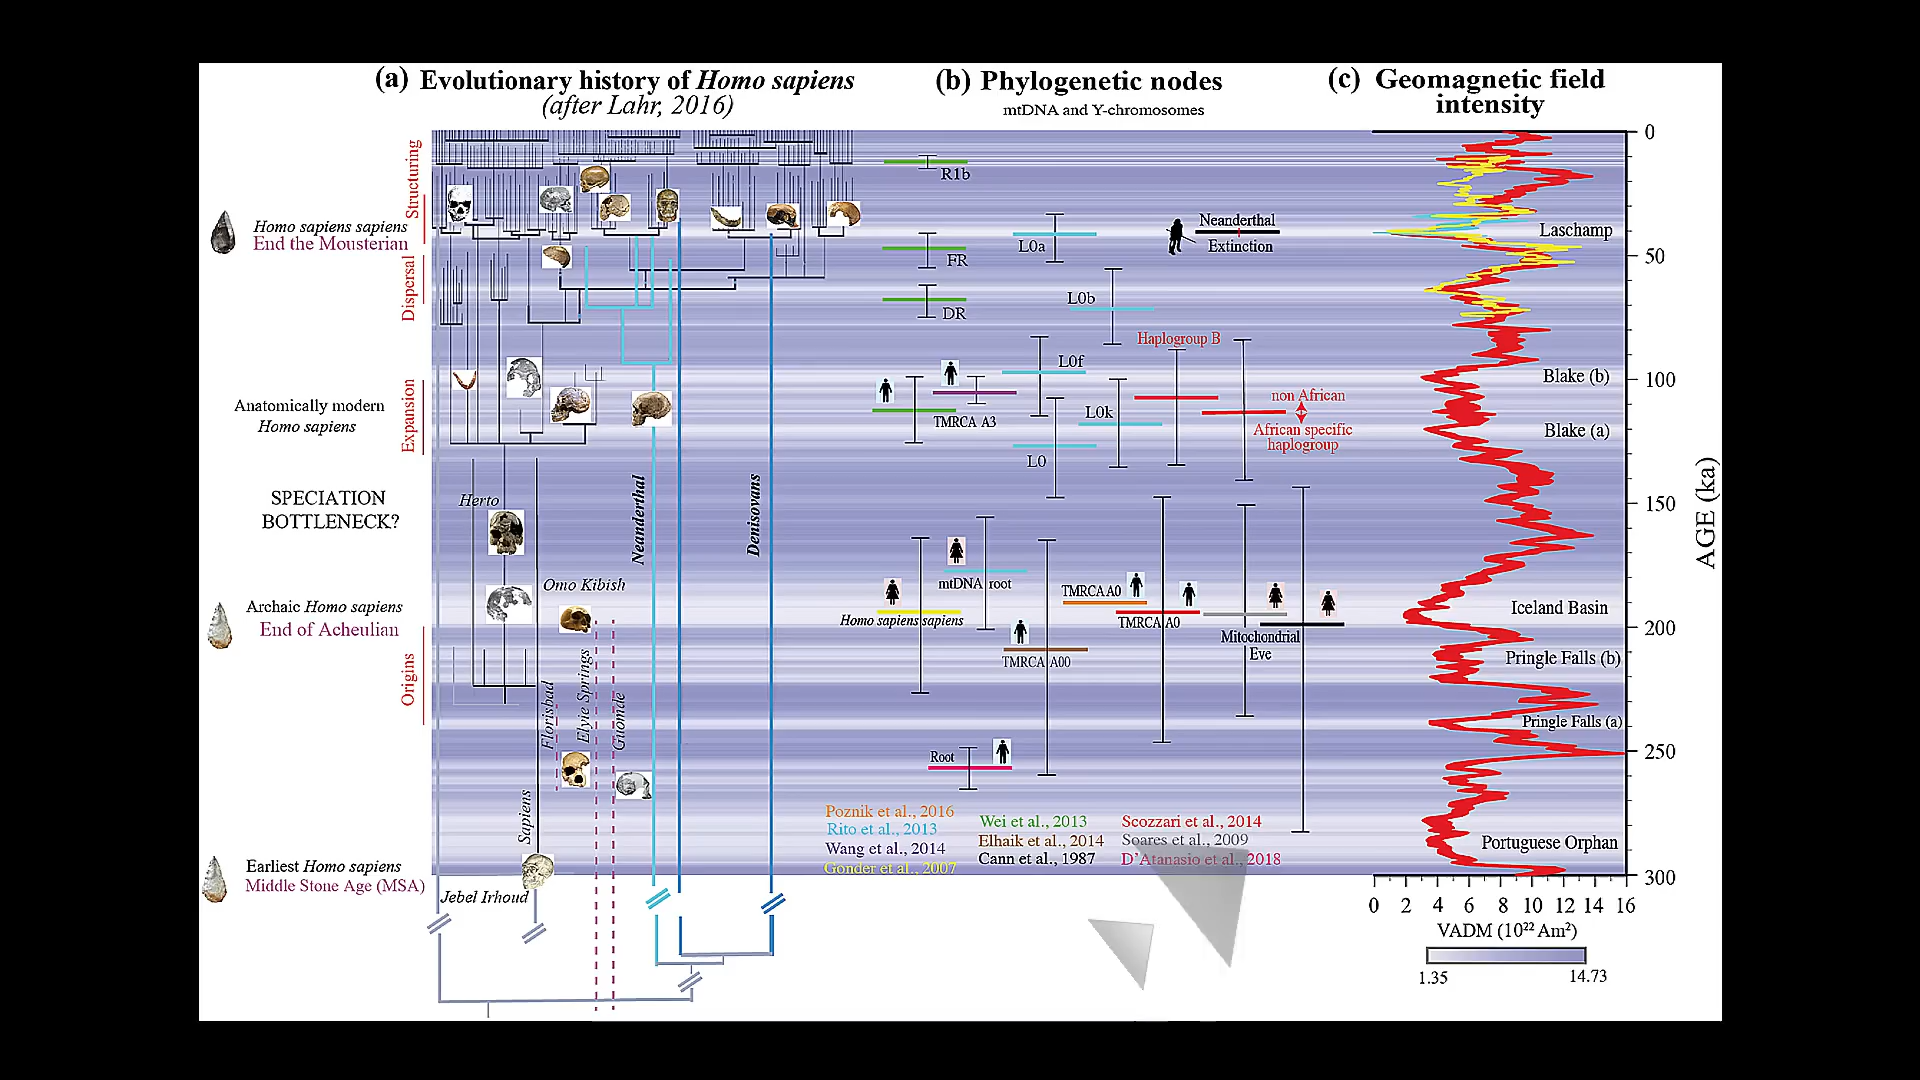 (a) Evolutionary history of Homo sapiens
(after Lahr, 2016)
(b) Phylogenetic nodes
mtDNA and Y-chromosomes
(c) Geomagnetic field
intensity
Structuring
Homo sapiens sapiens
End the Mousterian
Dispersal
Expansion
Anatomically modern
Homo sapiens
SPECIATION
BOTTLENECK?
Archaic Homo sapiens
End of Acheulian
Origins
Earliest Homo sapiens
Middle Stone Age (MSA)
Herto
Omo Kibish
Neanderthal
Denisovans
Florisbad
Elyie Springs
Guomde
Sapiens
Jebel Irhoud
R1b
Neanderthal
Extinction
L0a
FR
L0b
DR
Haplogroup B
L0f
TMRCA A3
L0k
non African
African specific
haplogroup
L0
mtDNA root
TMRCA A0
Homo sapiens sapiens
TMRCA A0
Mitochondrial
Eve
TMRCA A00
Root
Poznik et al., 2016
Rito et al., 2013
Wang et al., 2014
Gonder et al., 2007
Wei et al., 2013
Elhaik et al., 2014
Cann et al., 1987
Scozzari et al., 2014
Soares et al., 2009
D'Atanasio et al., 2018
Laschamp
Blake (b)
Blake (a)
Iceland Basin
Pringle Falls (b)
Pringle Falls (a)
Portuguese Orphan
0
50
100
150
200
250
300
AGE (ka)
0 2 4 6 8 10 12 14 16
VADM (10²² Am²)
1.35 14.73